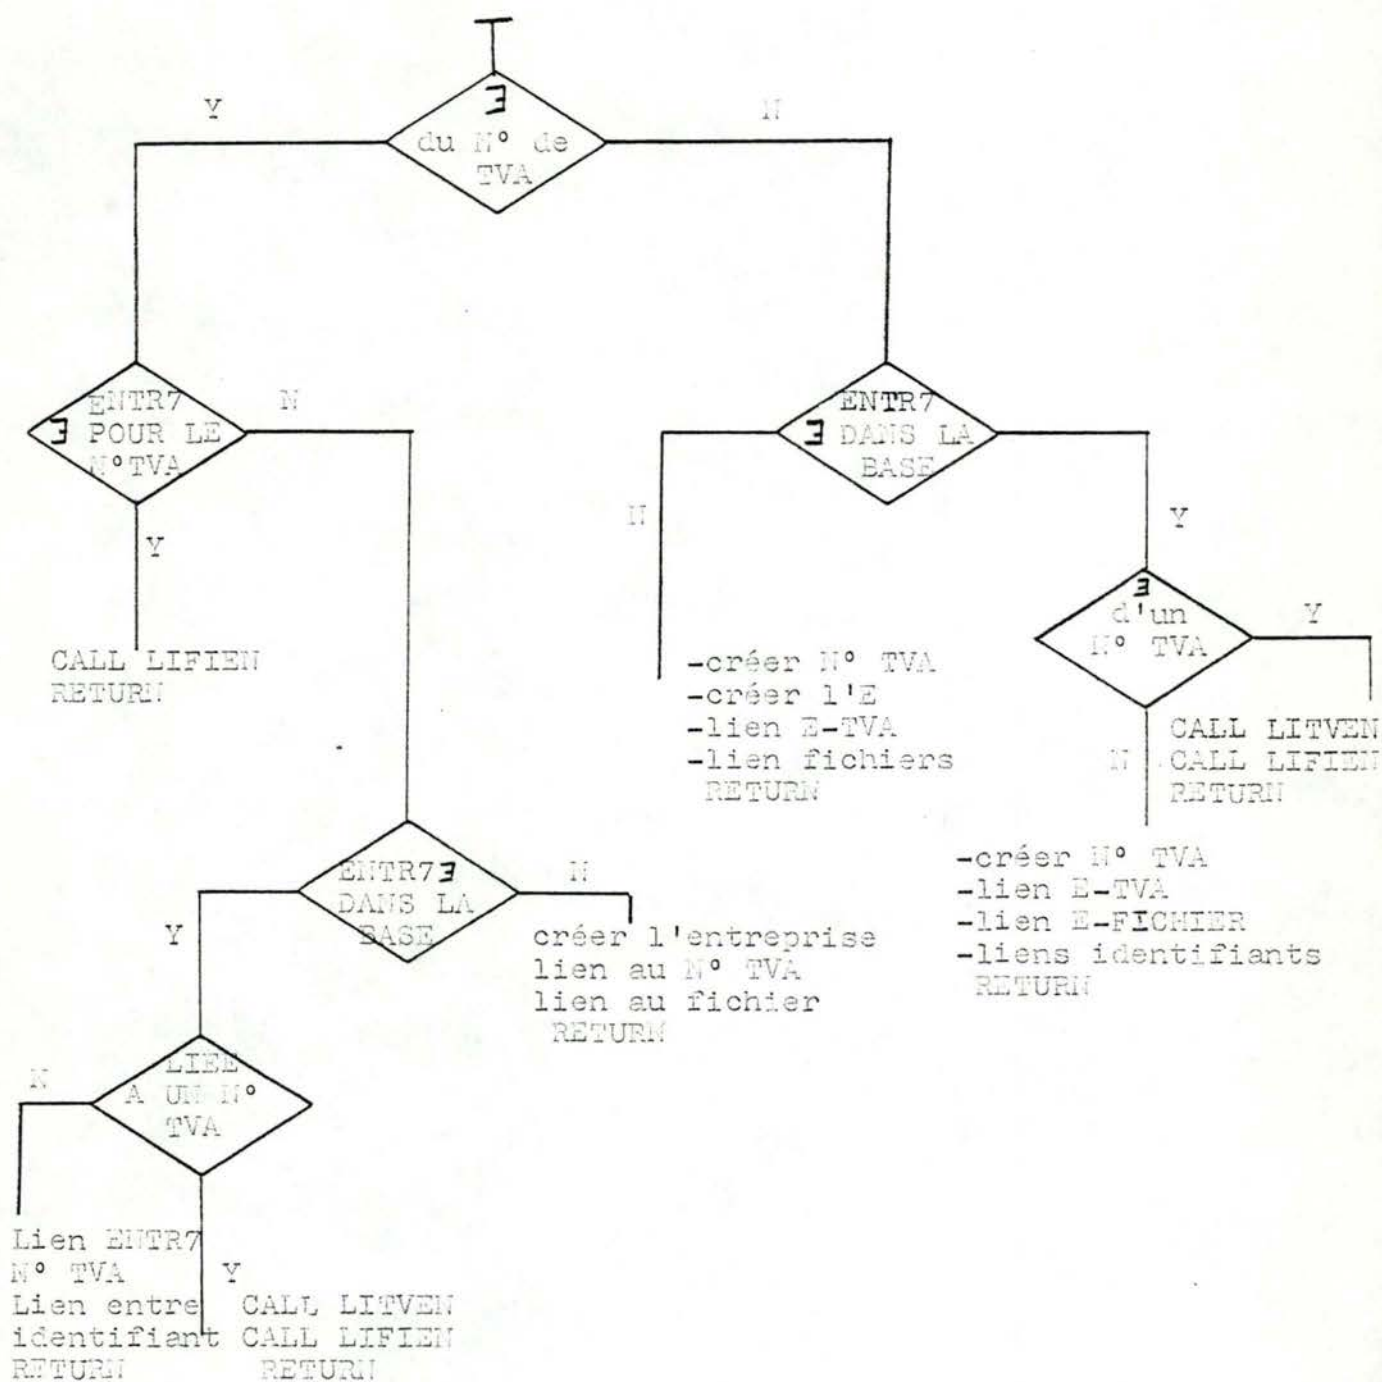 Y
N
∃
du N° de
TVA
ENTR7
∃ POUR LE
N°TVA
N
Y
CALL LIFIEN
RETURN
ENTR7
∃ DANS LA
BASE
N
Y
-créer N° TVA
-créer l'E
-lien E-TVA
-lien fichiers
RETURN
∃
d'un
N° TVA
Y
N
CALL LITVEN
CALL LIFIEN
RETURN
-créer N° TVA
-lien E-TVA
-lien E-FICHIER
-liens identifiants
RETURN
ENTR7∃
DANS LA
BASE
N
Y
créer l'entreprise
lien au N° TVA
lien au fichier
RETURN
LIEE
A UN N°
TVA
N
Y
Lien ENTR7
N° TVA
Lien entre
identifiant
RETURN
CALL LITVEN
CALL LIFIEN
RETURN